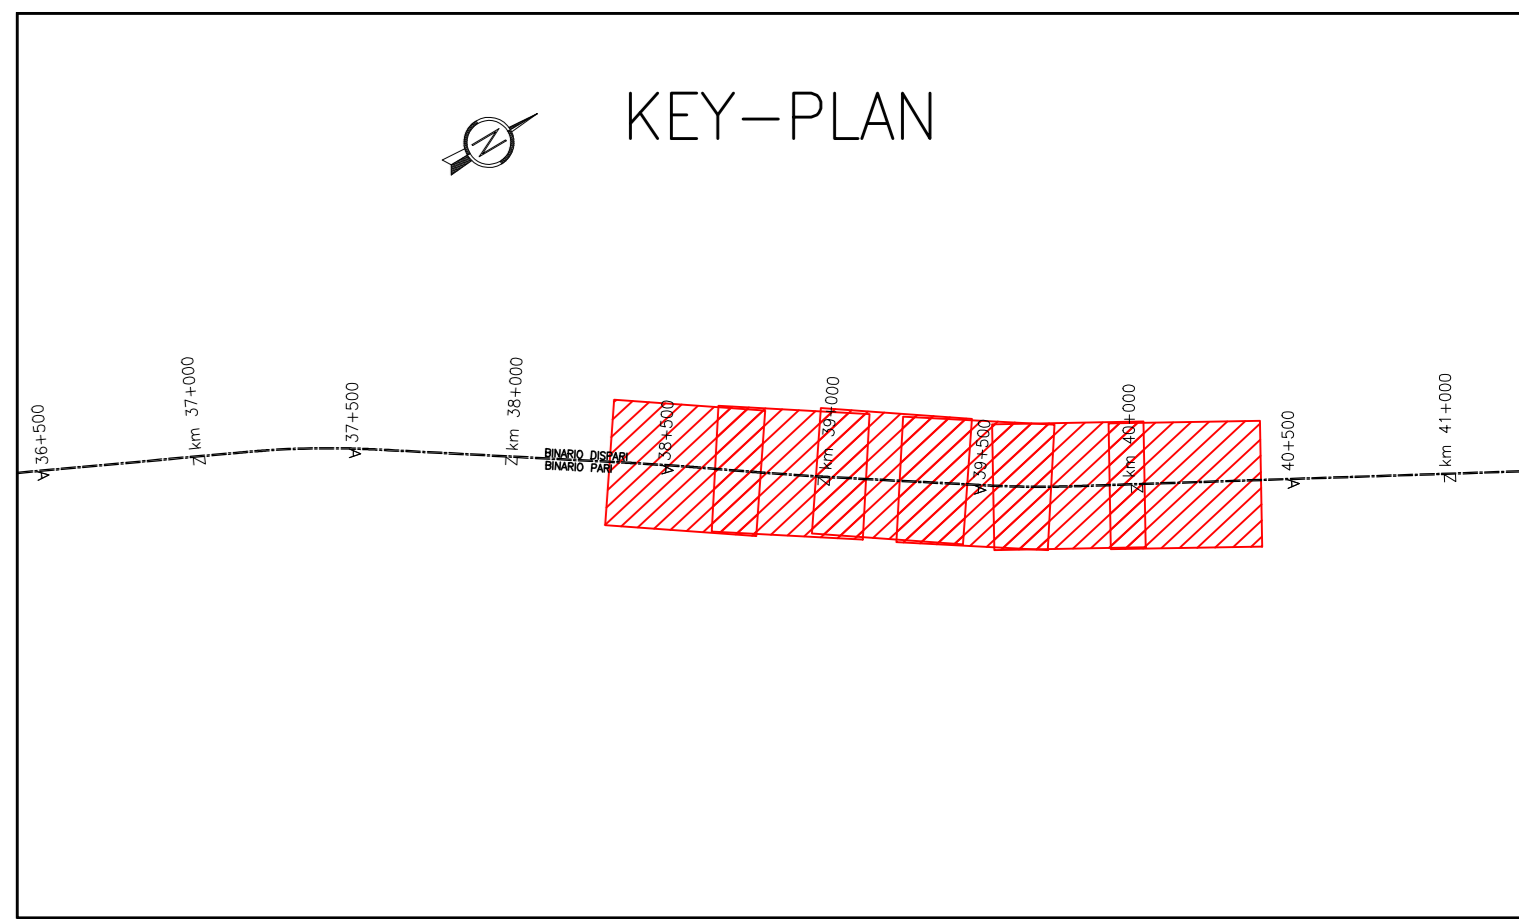 KEY-PLAN
N
36+500
A
km 37+000
Z
37+500
A
km 38+000
Z
BINARIO DISPARI
BINARIO PARI
38+500
A
km 39+000
Z
39+500
A
km 40+000
Z
40+500
A
km 41+000
Z